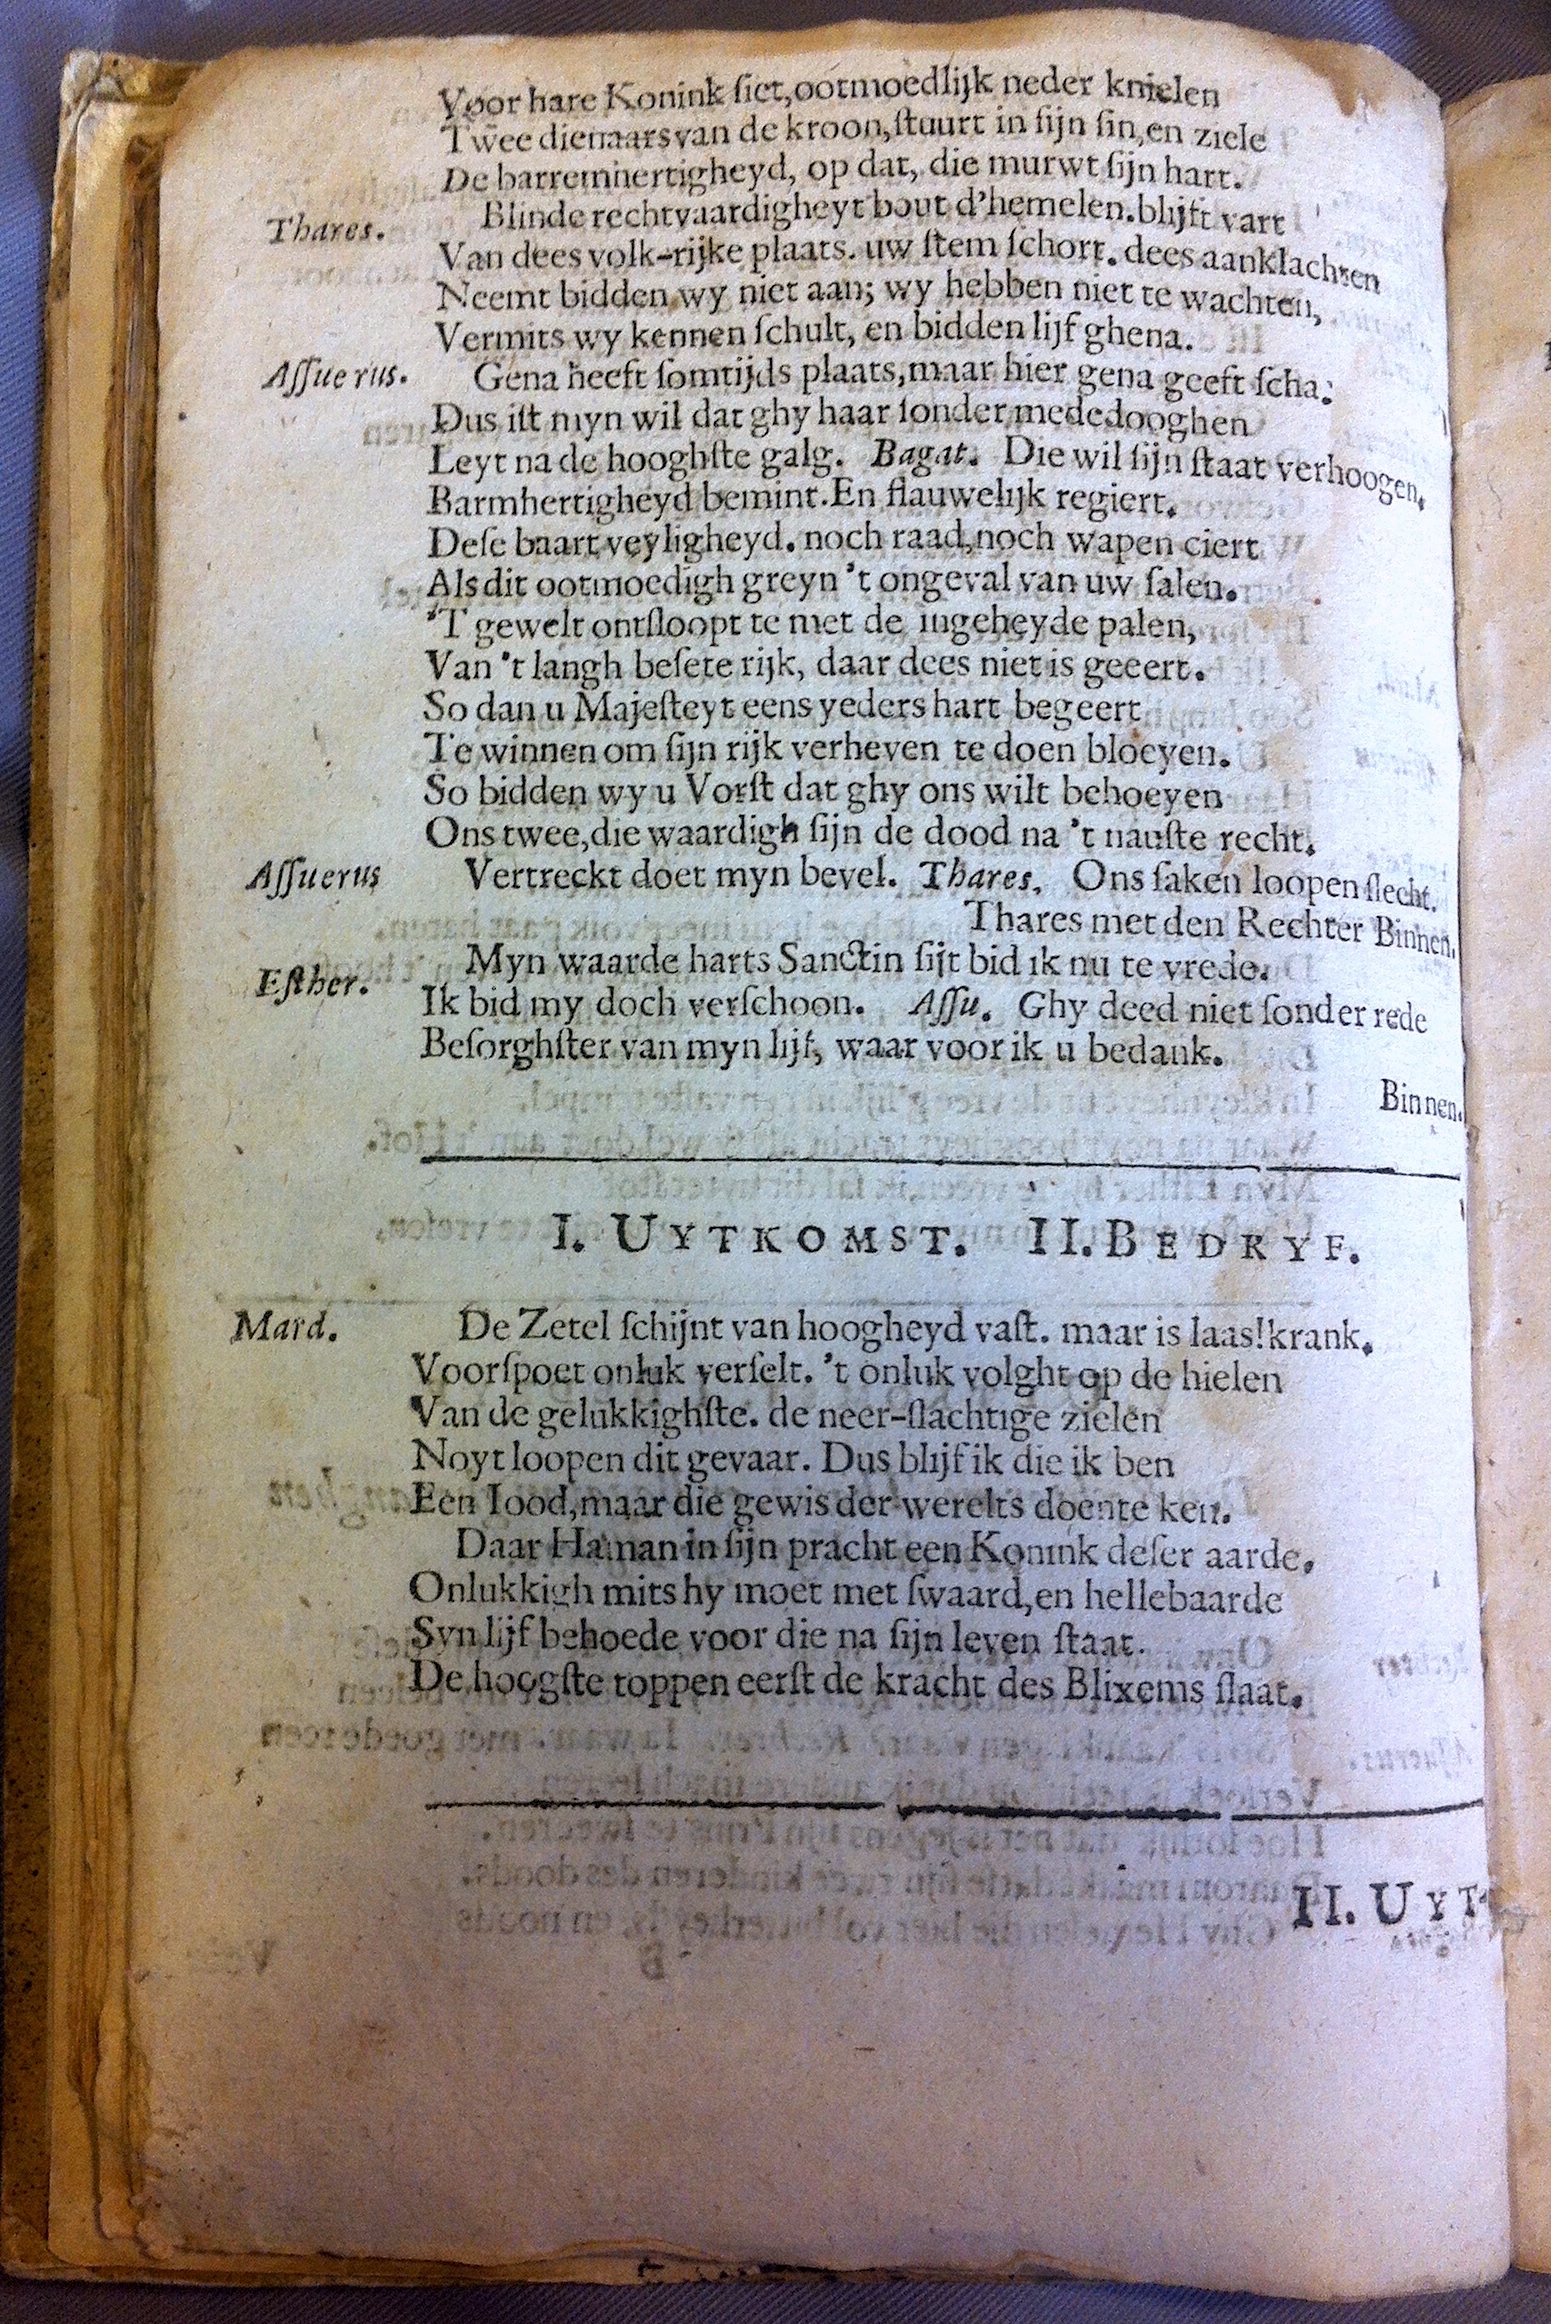 Voor hare Konink ſiet,ootmoedlijk neder knielen
Twee dienaars van de kroon,ſtuurt in ſijn ſin,en ziele
De barremhertigheyd, op dat, die murwt ſijn hart.
Thares. Blinde rechtvaardigheyt bout d'hemelen.blijft vart
Van dees volk-rijke plaats. uw ſtem ſchort. dees aanklachten
Neemt bidden wy niet aan; wy hebben niet te wachten,
Vermits wy kennen ſchult, en bidden lijf ghena.
Aſſuerus. Gena heeft ſomtijds plaats,maar hier gena geeft ſcha:
Dus iſt myn wil dat ghy haar ſonder mededooghen
Leyt na de hooghſte galg. Bagat. Die wil ſijn ſtaat verhoogen,
Barmhertigheyd bemint.En flauwelijk regiert.
Deſe baart veyligheyd. noch raad,noch wapen ciert
Als dit ootmoedigh greyn 't ongeval van uw ſalen.
'T gewelt ontſloopt te met de ingeheyde palen,
Van 't langh beſete rijk, daar dees niet is geeert.
So dan u Majeſteyt eens yeders hart begeert
Te winnen om ſijn rijk verheven te doen bloeyen.
So bidden wy u Vorſt dat ghy ons wilt behoeyen
Ons twee,die waardigh ſijn de dood na 't nauſte recht.
Aſſuerus Vertreckt doet myn bevel. Thares. Ons ſaken loopen ſlecht.
Thares met den Rechter Binnen.
Eſther. Myn waarde harts Sanctin ſijt bid ik nu te vrede.
Ik bid my doch verſchoon. Aſſu. Ghy deed niet ſonder rede
Beſorghſter van myn lijf, waar voor ik u bedank.
Binnen.
I. UYTKOMST. II. BEDRYF.
Mard. De Zetel ſchijnt van hoogheyd vaſt. maar is laas!krank.
Voorſpoet onluk verſelt. 't onluk volght op de hielen
Van de gelukkighſte. de neer-ſlachtige zielen
Noyt loopen dit gevaar. Dus blijf ik die ik ben
Een Iood,maar die gewis der werelts doente ken.
Daar Haman in ſijn pracht een Konink deſer aarde.
Onlukkigh mits hy moet met ſwaard,en hellebaarde
Syn lijf behoede voor die na ſijn leven ſtaat.
De hoogſte toppen eerſt de kracht des Blixems ſlaat.
II. UYT-